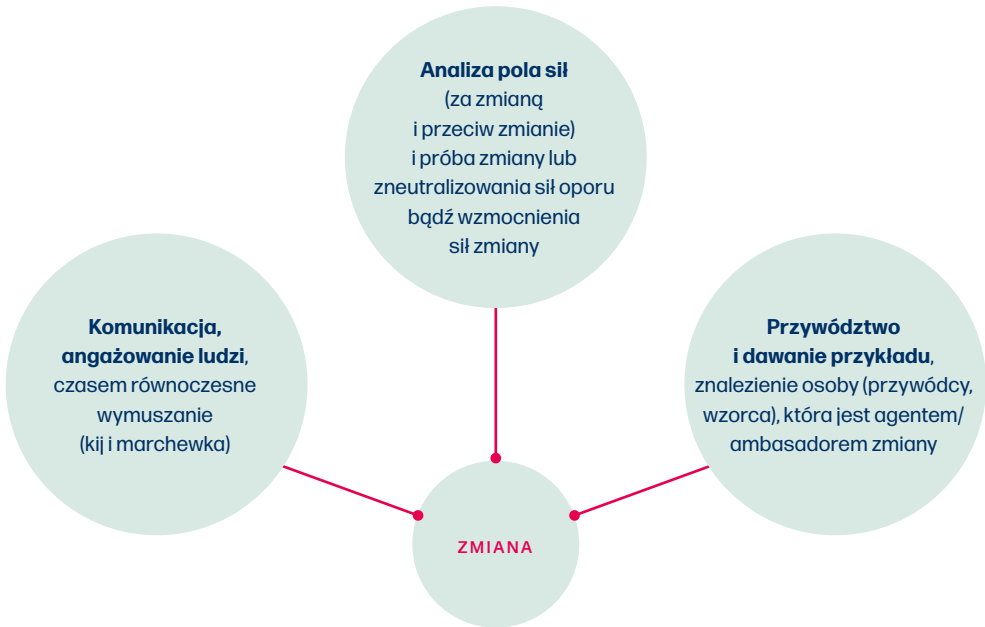 Analiza pola sił
(za zmianą
i przeciw zmianie)
i próba zmiany lub
zneutralizowania sił oporu
bądź wzmocnienia
sił zmiany
Komunikacja,
angażowanie ludzi,
czasem równoczesne
wymuszanie
(kij i marchewka)
Przywództwo
i dawanie przykładu,
znalezienie osoby (przywódcy,
wzorca), która jest agentem/
ambasadorem zmiany
ZMIANA